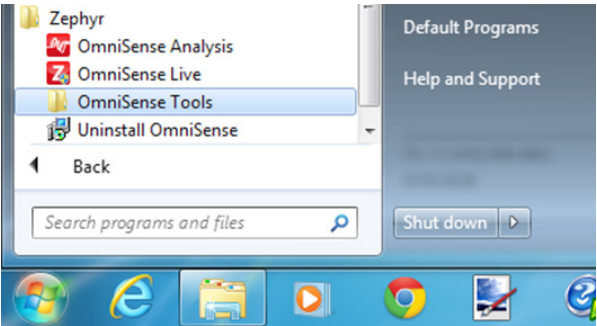 Zephyr
OmniSense Analysis
OmniSense Live
OmniSense Tools
Uninstall OmniSense
Back
Search programs and files
Default Programs
Help and Support
Shut down